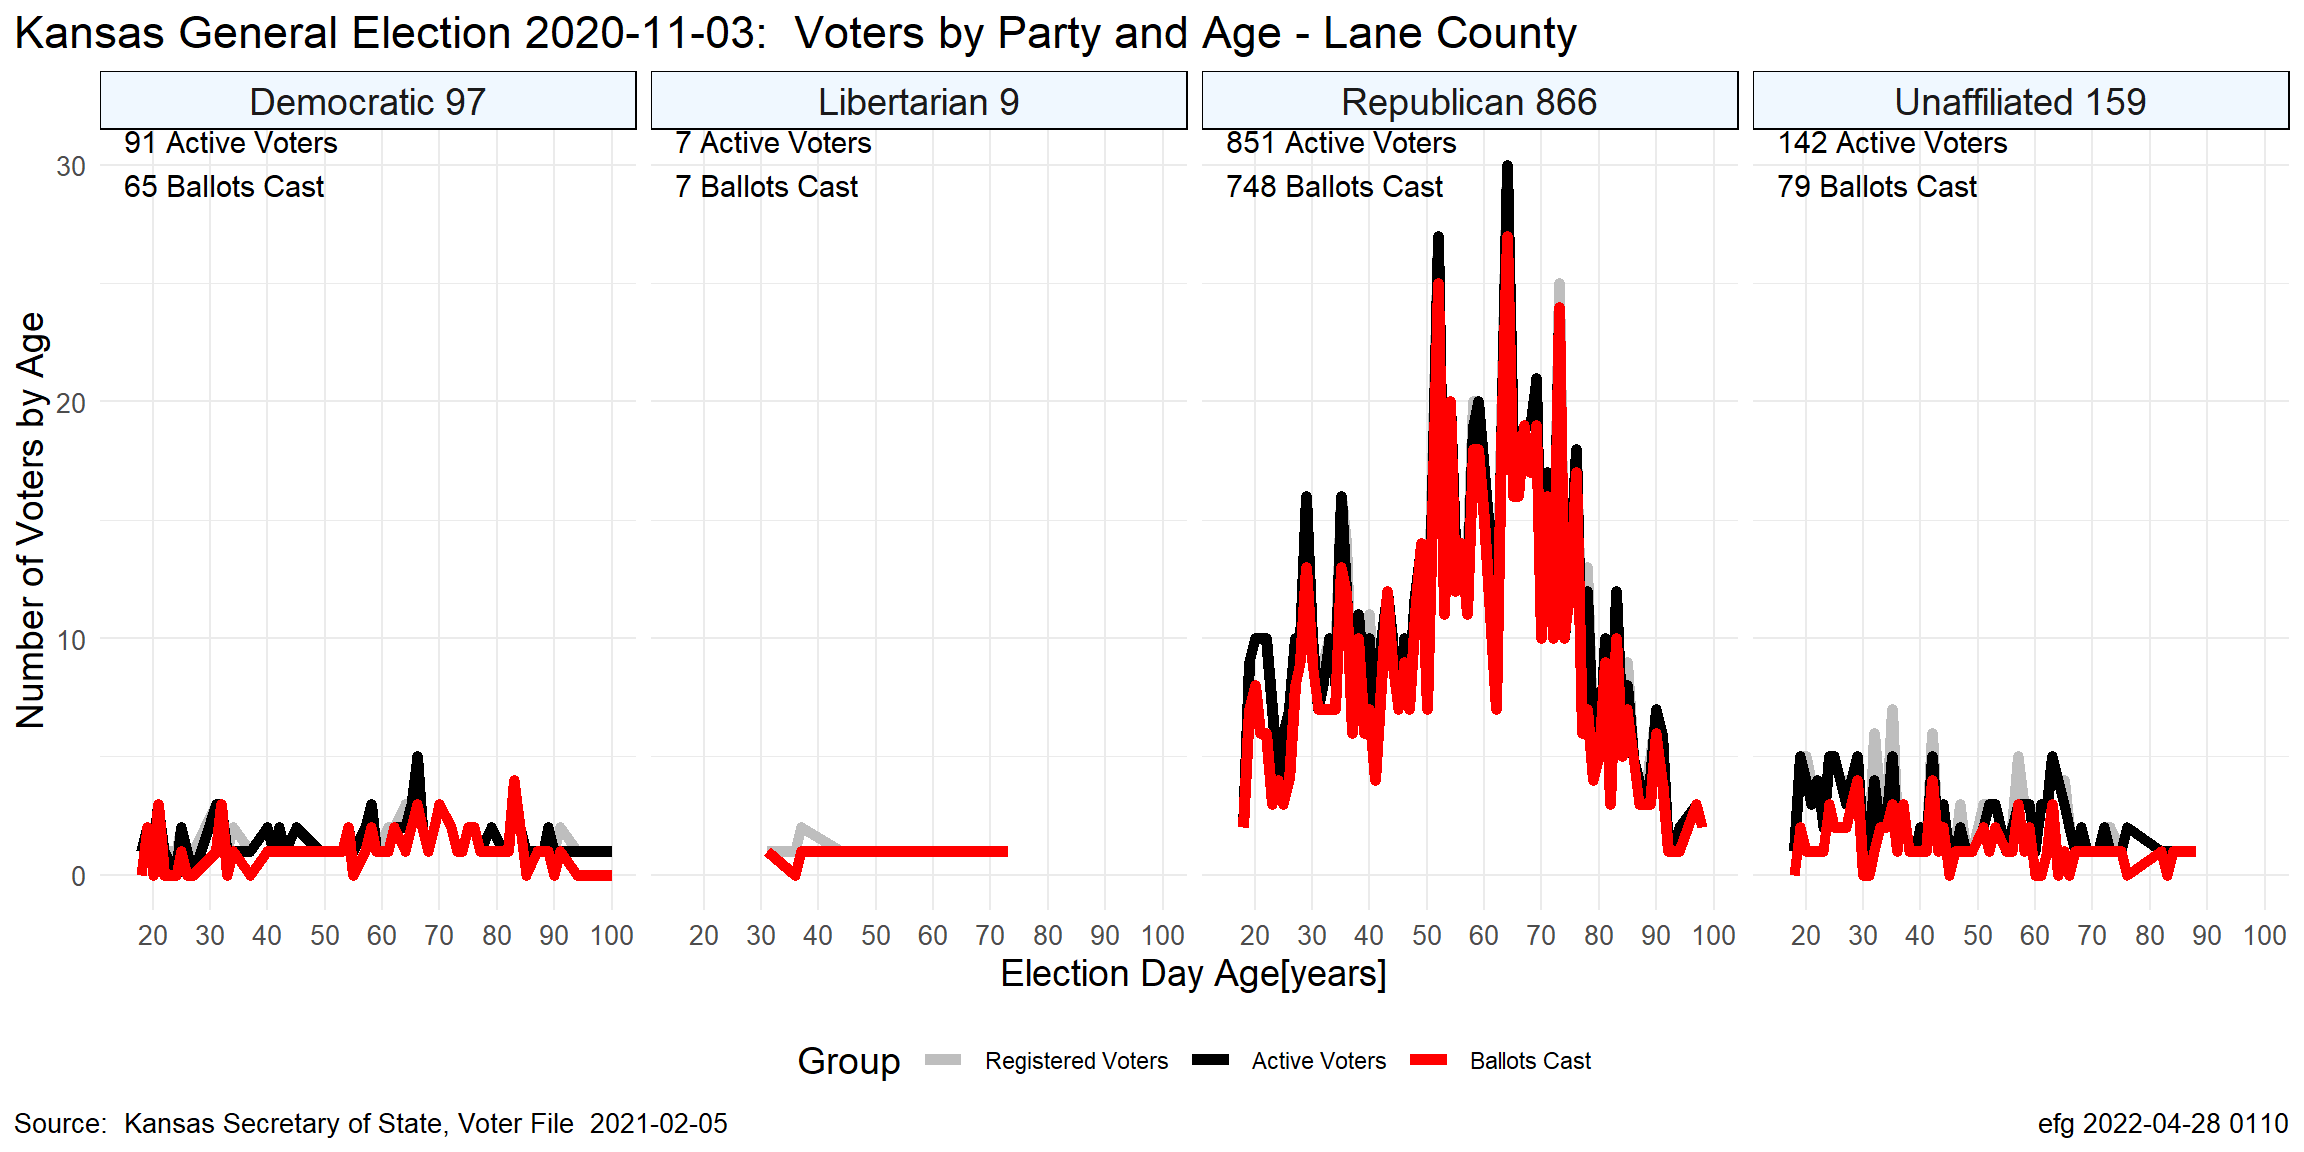 Kansas General Election 2020-11-03:  Voters by Party and Age - Lane County
Democratic 97
Libertarian 9
Republican 866
Unaffiliated 159
91 Active Voters
65 Ballots Cast
7 Active Voters
7 Ballots Cast
851 Active Voters
748 Ballots Cast
142 Active Voters
79 Ballots Cast
Number of Voters by Age
30
20
10
0
20 30 40 50 60 70 80 90 100
20 30 40 50 60 70 80 90 100
20 30 40 50 60 70 80 90 100
20 30 40 50 60 70 80 90 100
Election Day Age[years]
Group Registered Voters Active Voters Ballots Cast
Source:  Kansas Secretary of State, Voter File  2021-02-05
efg 2022-04-28 0110